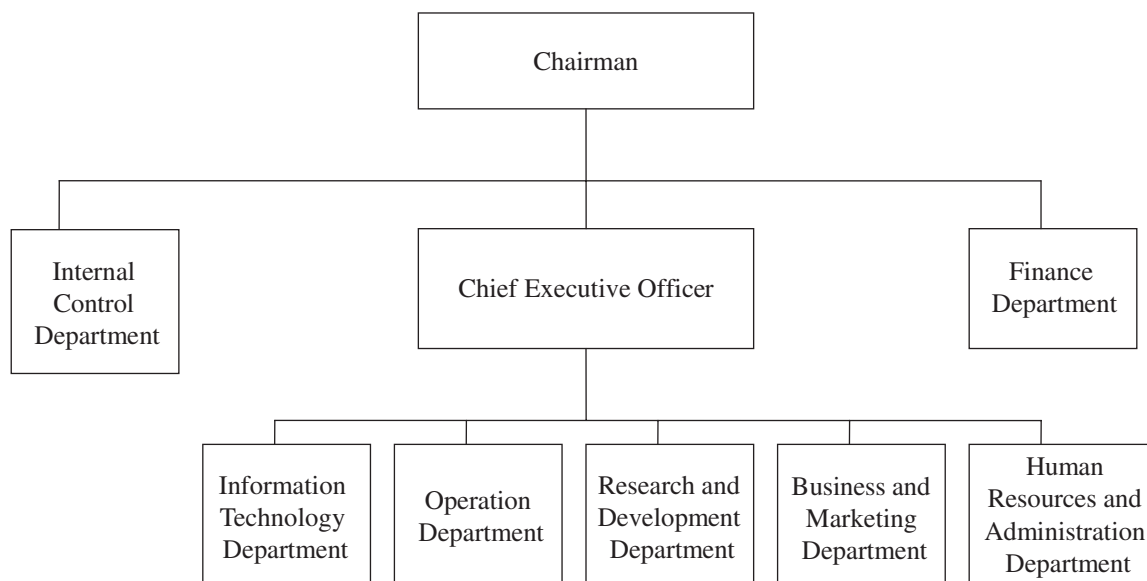 Chairman
Internal
Control
Department
Chief Executive Officer
Finance
Department
Information
Technology
Department
Operation
Department
Research and
Development
Department
Business and
Marketing
Department
Human
Resources and
Administration
Department